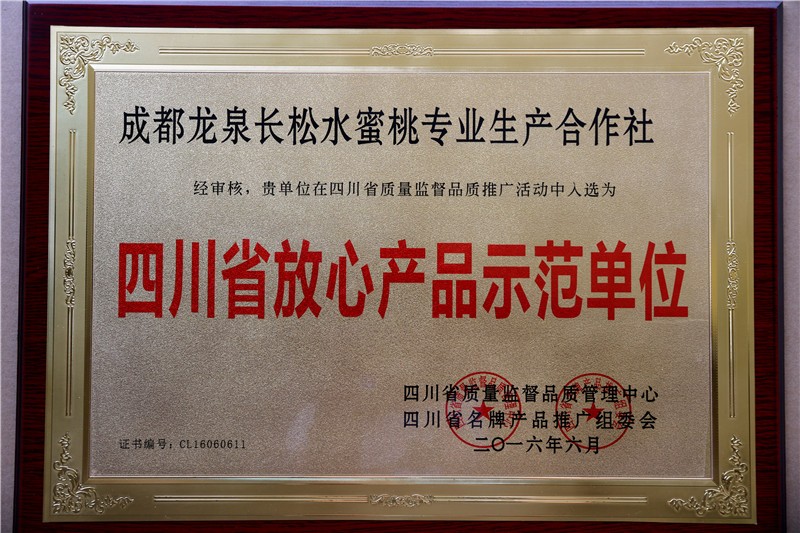 成都龙泉长松水蜜桃专业生产合作社
经审核，贵单位在四川省质量监督品质推广活动中入选为
四川省放心产品示范单位
四川省质量监督品质管理中心
四川省名牌产品推广组委会
二〇一六年六月
证书编号：CL16060611